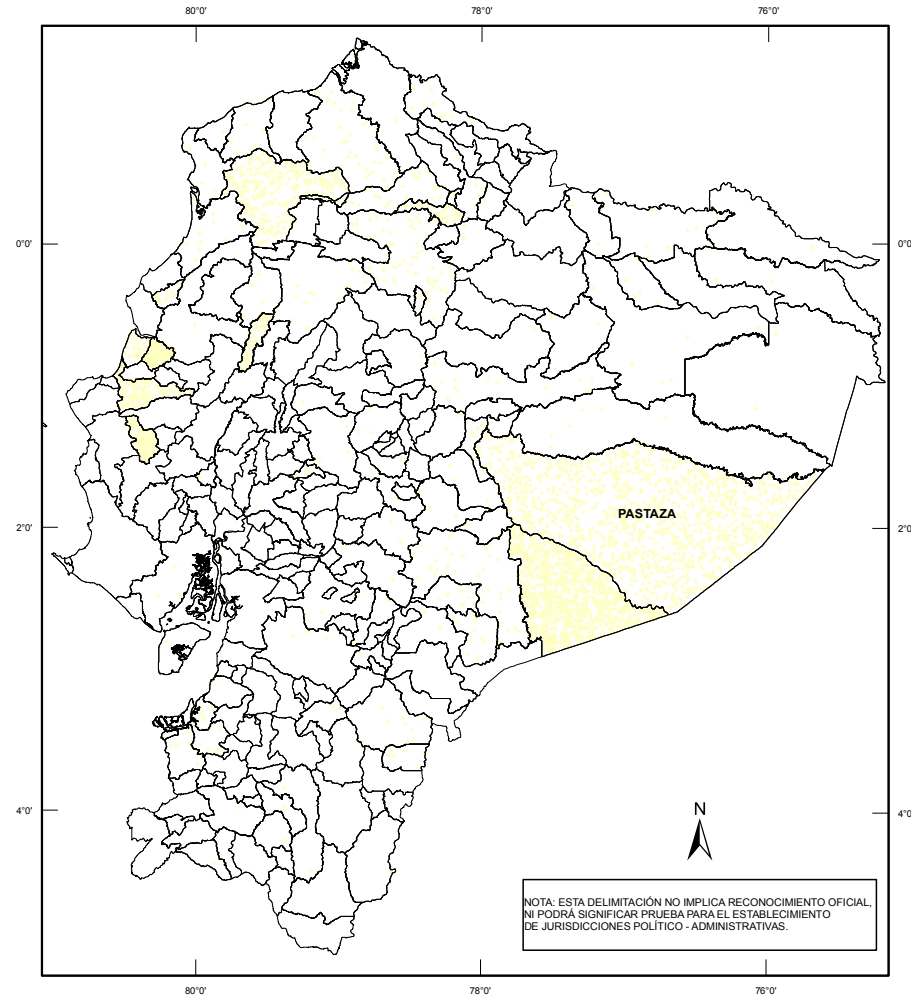 80°0' 78°0' 76°0'
0°0' 0°0'
PASTAZA
2°0' 2°0'
4°0' 4°0'
N
NOTA: ESTA DELIMITACIÓN NO IMPLICA RECONOCIMIENTO OFICIAL,
NI PODRÁ SIGNIFICAR PRUEBA PARA EL ESTABLECIMIENTO
DE JURISDICCIONES POLÍTICO - ADMINISTRATIVAS.
80°0' 78°0' 76°0'